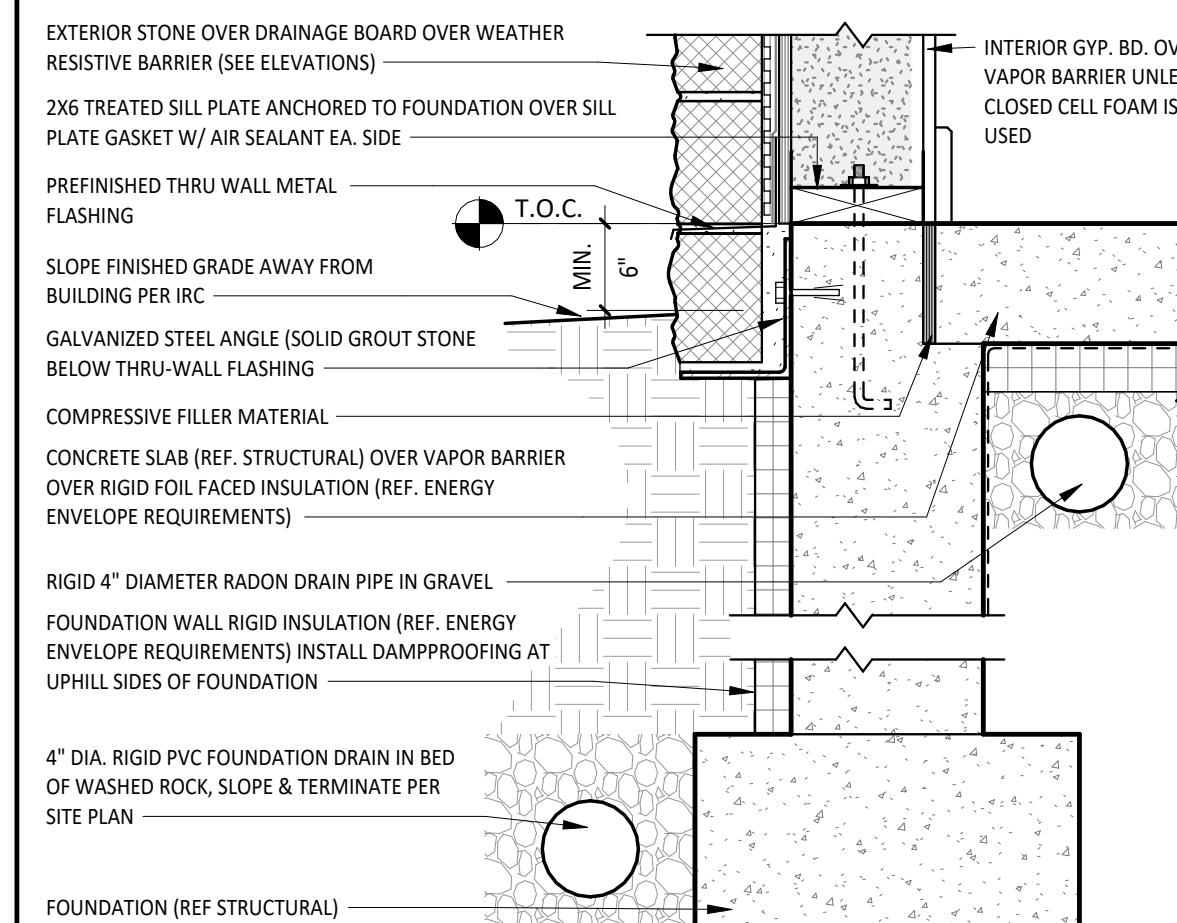 EXTERIOR STONE OVER DRAINAGE BOARD OVER WEATHER
RESISTIVE BARRIER (SEE ELEVATIONS)
2X6 TREATED SILL PLATE ANCHORED TO FOUNDATION OVER SILL
PLATE GASKET W/ AIR SEALANT EA. SIDE
PREFINISHED THRU WALL METAL
FLASHING
SLOPE FINISHED GRADE AWAY FROM
BUILDING PER IRC
GALVANIZED STEEL ANGLE (SOLID GROUT STONE
BELOW THRU-WALL FLASHING
COMPRESSIVE FILLER MATERIAL
CONCRETE SLAB (REF. STRUCTURAL) OVER VAPOR BARRIER
OVER RIGID FOIL FACED INSULATION (REF. ENERGY
ENVELOPE REQUIREMENTS)
RIGID 4" DIAMETER RADON DRAIN PIPE IN GRAVEL
FOUNDATION WALL RIGID INSULATION (REF. ENERGY
ENVELOPE REQUIREMENTS) INSTALL DAMPPROOFING AT
UPHILL SIDES OF FOUNDATION
4" DIA. RIGID PVC FOUNDATION DRAIN IN BED
OF WASHED ROCK, SLOPE & TERMINATE PER
SITE PLAN
FOUNDATION (REF STRUCTURAL)
T.O.C.
MIN.
6"
INTERIOR GYP. BD.
VAPOR BARRIER
CLOSED CELL FOAM IS
USED